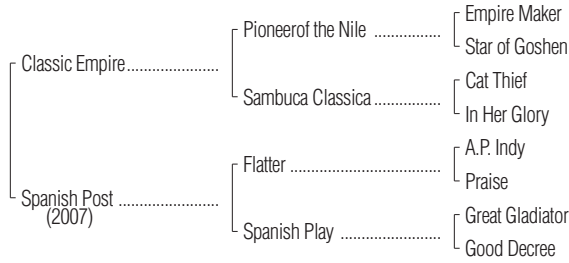 Empire Maker
Pioneerof the Nile
Star of Goshen
Classic Empire
Cat Thief
Sambuca Classica
In Her Glory
A.P. Indy
Flatter
Praise
Spanish Post
(2007)
Great Gladiator
Spanish Play
Good Decree